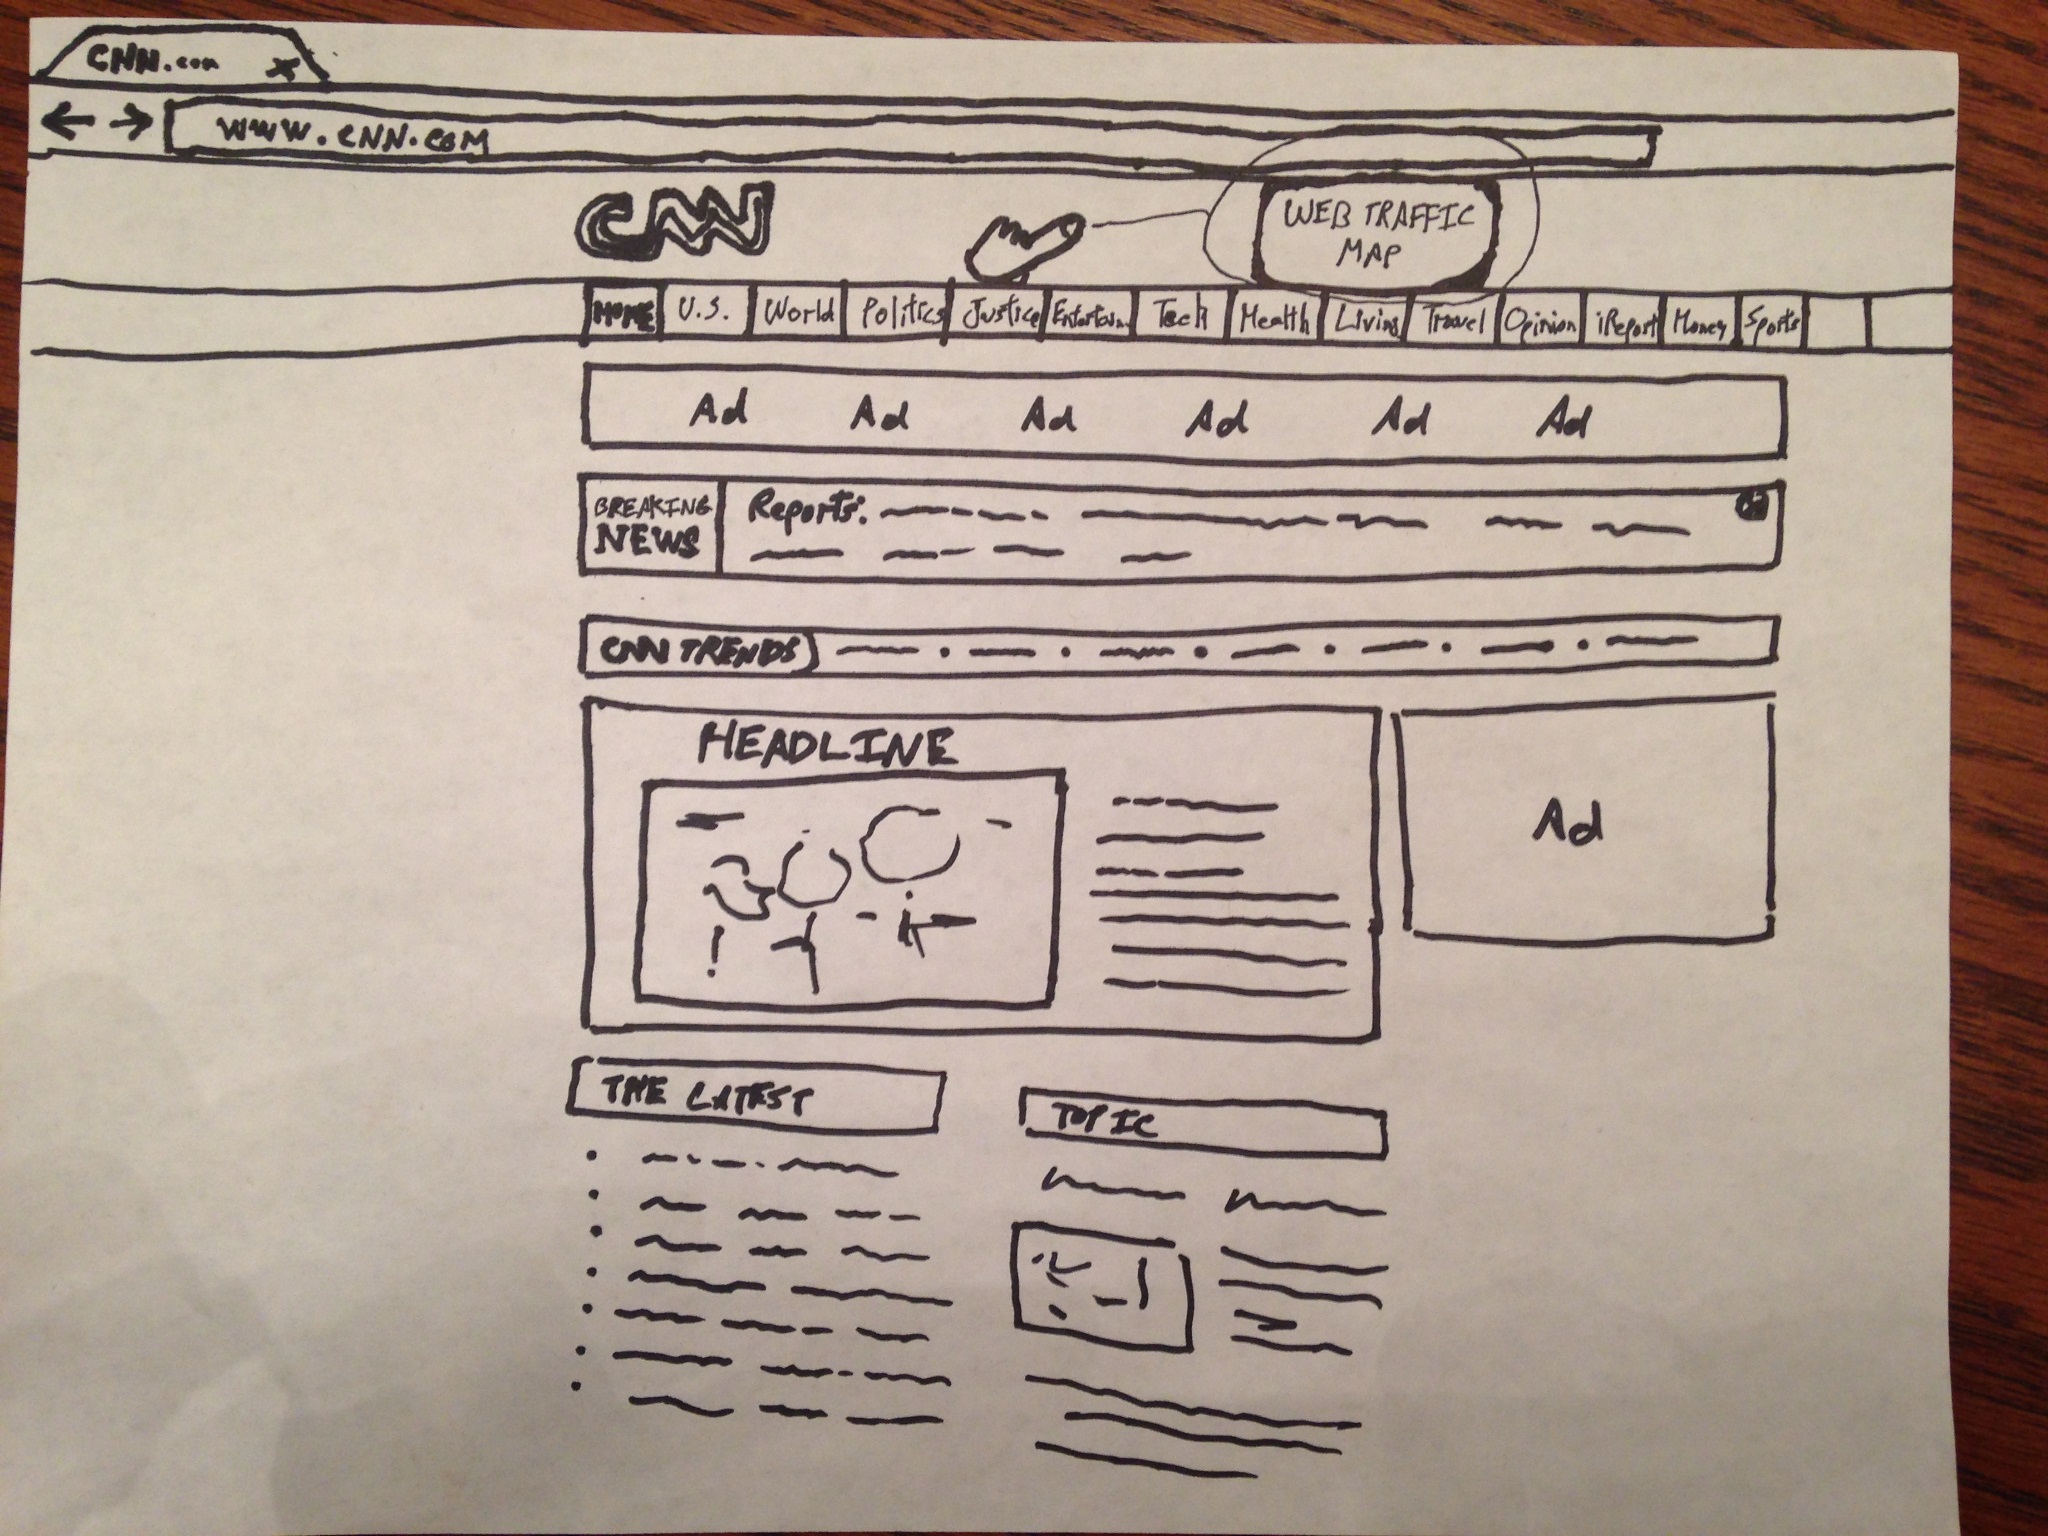 CNN.com x
← → www.CNN.com
CNN
WEB TRAFFIC
MAP
HOME U.S. World Politics Justice Entertain Tech Health Living Travel Opinion iReport Money Sports
Ad Ad Ad Ad Ad Ad
BREAKING
NEWS
Reports:
CNN TRENDS
HEADLINE
Ad
THE LATEST
TOPIC